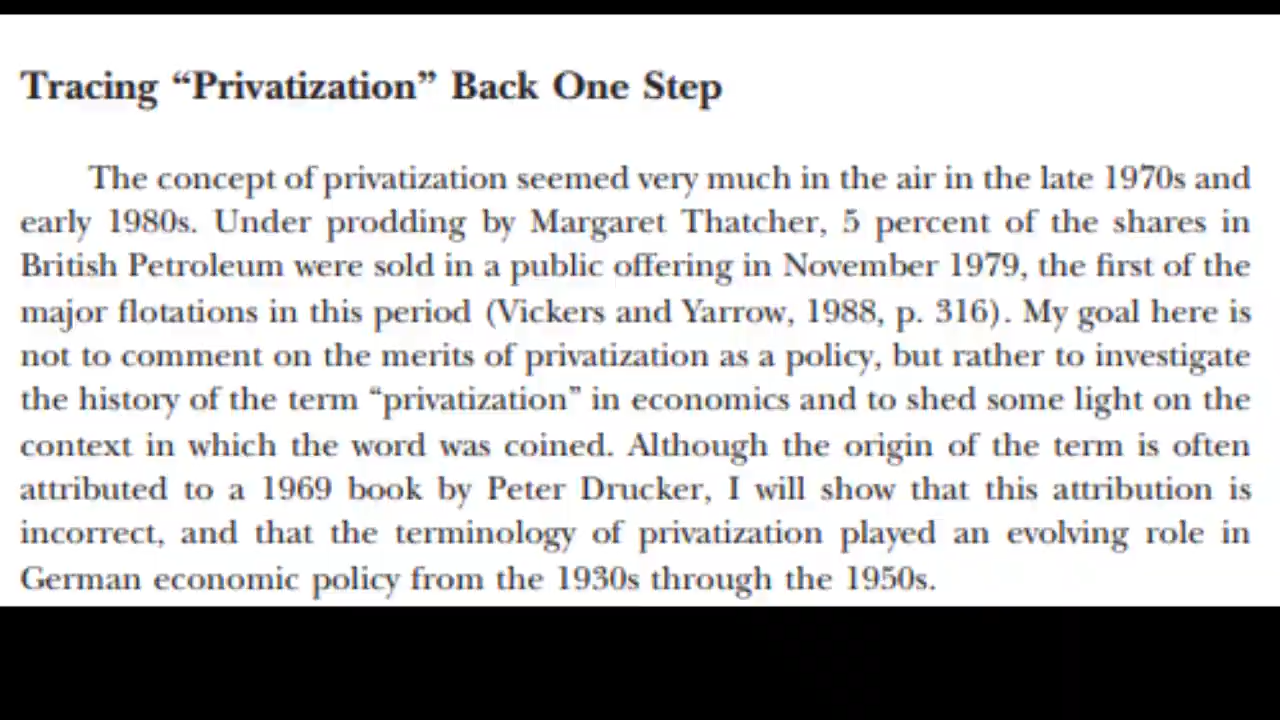 Tracing “Privatization” Back One Step
The concept of privatization seemed very much in the air in the late 1970s and
early 1980s. Under prodding by Margaret Thatcher, 5 percent of the shares in
British Petroleum were sold in a public offering in November 1979, the first of the
major flotations in this period (Vickers and Yarrow, 1988, p. 316). My goal here is
not to comment on the merits of privatization as a policy, but rather to investigate
the history of the term “privatization” in economics and to shed some light on the
context in which the word was coined. Although the origin of the term is often
attributed to a 1969 book by Peter Drucker, I will show that this attribution is
incorrect, and that the terminology of privatization played an evolving role in
German economic policy from the 1930s through the 1950s.